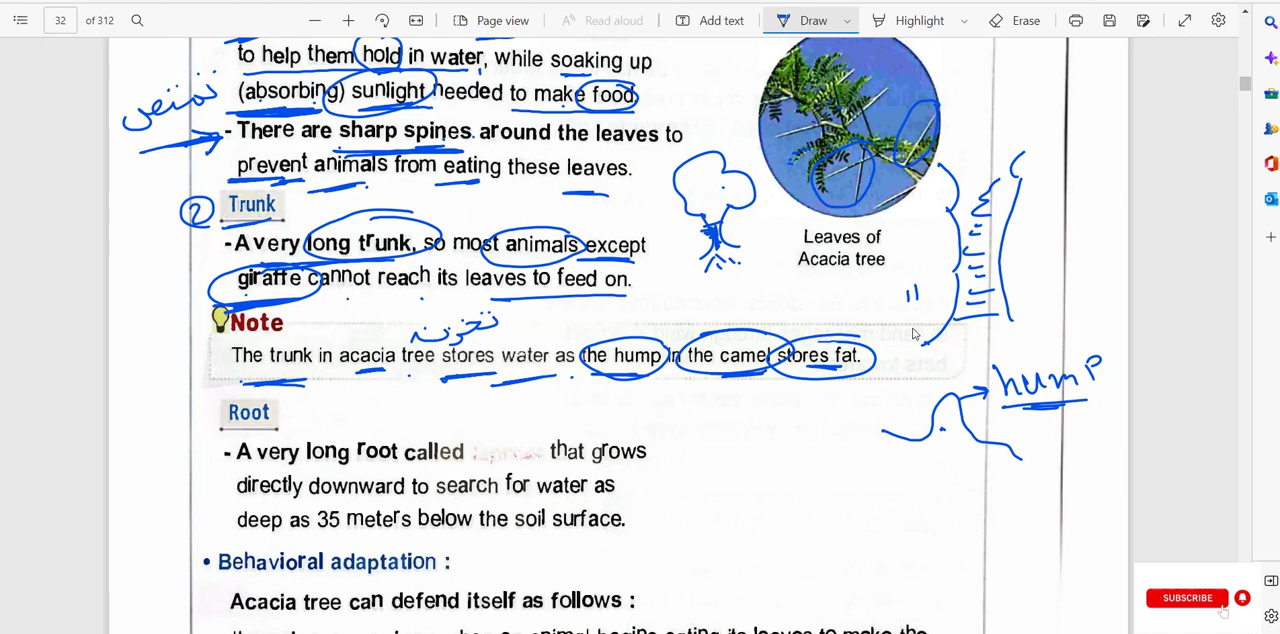 32 of 312 Page view Read aloud Add text Draw Highlight Erase
to help them hold in water, while soaking up
(absorbing) sunlight needed to make food
- There are sharp spines around the leaves to
prevent animals from eating these leaves.
② Trunk
- A very long trunk, so most animals except
giraffe cannot reach its leaves to feed on.
Leaves of
Acacia tree
Note
تخزنه
The trunk in acacia tree stores water as the hump in the camel stores fat.
hump
Root
- A very long root called taproot that grows
directly downward to search for water as
deep as 35 meters below the soil surface.
• Behavioral adaptation :
Acacia tree can defend itself as follows :
SUBSCRIBE